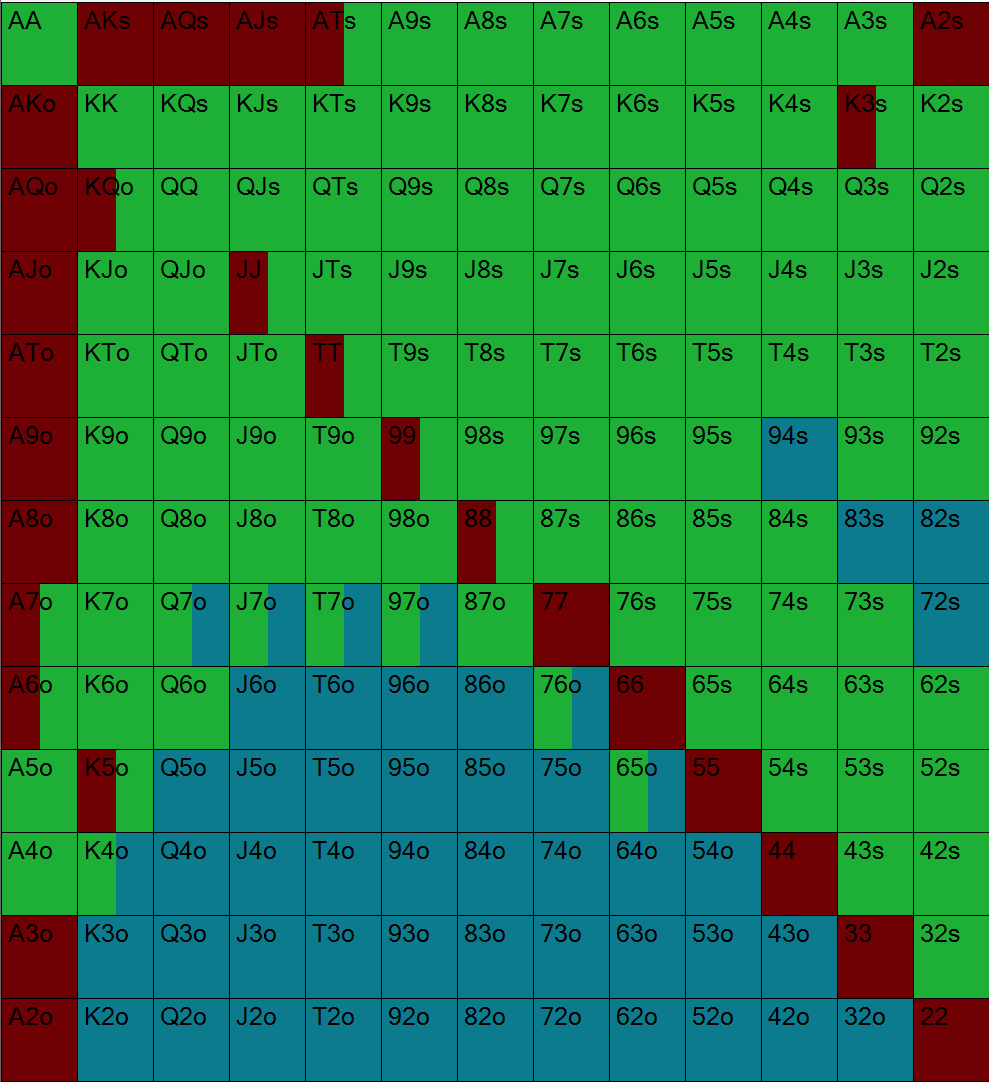 AA AKs AQs AJs ATs A9s A8s A7s A6s A5s A4s A3s A2s
AKo KK KQs KJs KTs K9s K8s K7s K6s K5s K4s K3s K2s
AQo KQo QQ QJs QTs Q9s Q8s Q7s Q6s Q5s Q4s Q3s Q2s
AJo KJo QJo JJ JTs J9s J8s J7s J6s J5s J4s J3s J2s
ATo KTo QTo JTo TT T9s T8s T7s T6s T5s T4s T3s T2s
A9o K9o Q9o J9o T9o 99 98s 97s 96s 95s 94s 93s 92s
A8o K8o Q8o J8o T8o 98o 88 87s 86s 85s 84s 83s 82s
A7o K7o Q7o J7o T7o 97o 87o 77 76s 75s 74s 73s 72s
A6o K6o Q6o J6o T6o 96o 86o 76o 66 65s 64s 63s 62s
A5o K5o Q5o J5o T5o 95o 85o 75o 65o 55 54s 53s 52s
A4o K4o Q4o J4o T4o 94o 84o 74o 64o 54o 44 43s 42s
A3o K3o Q3o J3o T3o 93o 83o 73o 63o 53o 43o 33 32s
A2o K2o Q2o J2o T2o 92o 82o 72o 62o 52o 42o 32o 22